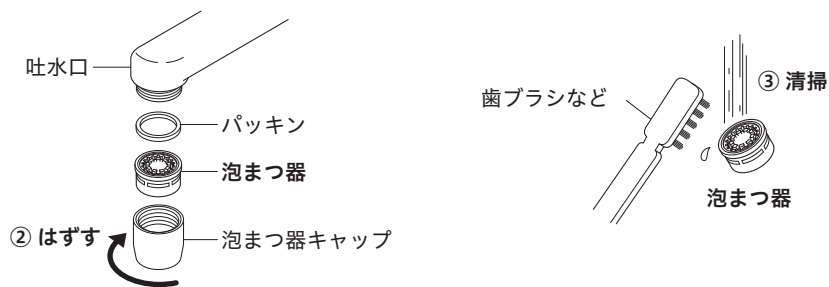 吐水口
パッキン
泡まつ器
② はずす
泡まつ器キャップ
歯ブラシなど
③ 清掃
泡まつ器